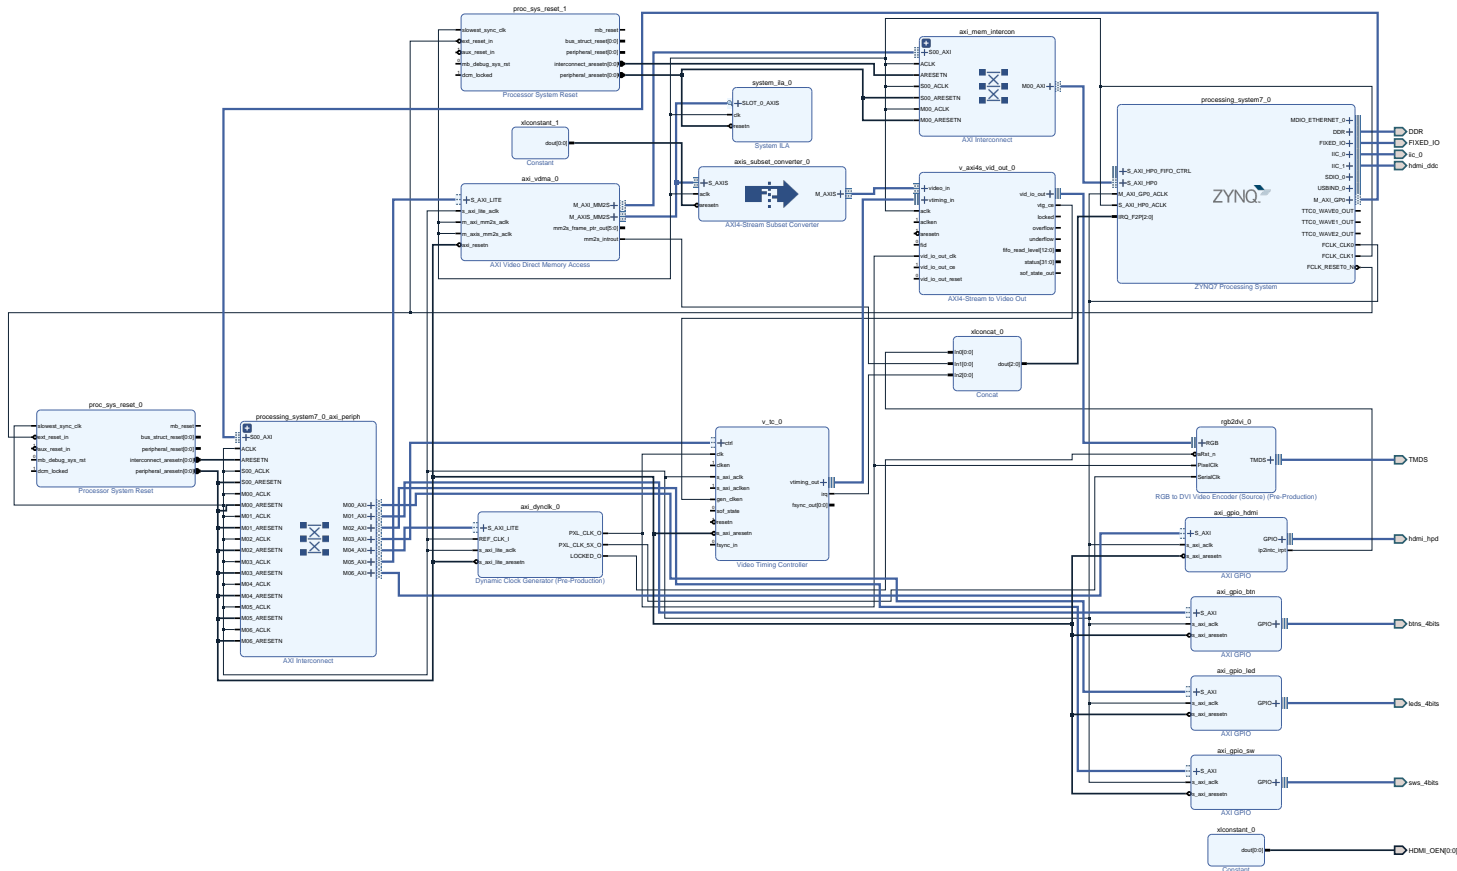 proc_sys_reset_1
slowest_sync_clk
ext_reset_in
aux_reset_in
mb_debug_sys_rst
dcm_locked
mb_reset
bus_struct_reset[0:0]
peripheral_reset[0:0]
interconnect_aresetn[0:0]
peripheral_aresetn[0:0]
Processor System Reset
xlconstant_1
dout[0:0]
Constant
system_ila_0
SLOT_0_AXIS
clk
resetn
System ILA
axi_mem_intercon
S00_AXI
ACLK
ARESETN
S00_ACLK
S00_ARESETN
M00_ACLK
M00_ARESETN
M00_AXI
AXI Interconnect
processing_system7_0
S_AXI_HP0_FIFO_CTRL
S_AXI_HP0
M_AXI_GP0_ACLK
S_AXI_HP0_ACLK
IRQ_F2P[2:0]
ZYNQ
MDIO_ETHERNET_0
DDR
FIXED_IO
IIC_0
IIC_1
SDIO_0
USBIND_0
M_AXI_GP0
TTC0_WAVE0_OUT
TTC0_WAVE1_OUT
TTC0_WAVE2_OUT
FCLK_CLK0
FCLK_CLK1
FCLK_RESET0_N
ZYNQ7 Processing System
DDR
FIXED_IO
iic_0
hdmi_ddc
axi_vdma_0
S_AXI_LITE
s_axi_lite_aclk
m_axi_mm2s_aclk
m_axis_mm2s_aclk
axi_resetn
M_AXI_MM2S
M_AXIS_MM2S
mm2s_frame_ptr_out[5:0]
mm2s_introut
AXI Video Direct Memory Access
axis_subset_converter_0
S_AXIS
aclk
aresetn
M_AXIS
AXI4-Stream Subset Converter
v_axi4s_vid_out_0
video_in
vtiming_in
aclk
aclken
aresetn
fid
vid_io_out_clk
vid_io_out_ce
vid_io_out_reset
vid_io_out
vtg_ce
locked
overflow
underflow
fifo_read_level[12:0]
status[31:0]
sof_state_out
AXI4-Stream to Video Out
xlconcat_0
In0[0:0]
In1[0:0]
In2[0:0]
dout[2:0]
Concat
proc_sys_reset_0
slowest_sync_clk
ext_reset_in
aux_reset_in
mb_debug_sys_rst
dcm_locked
mb_reset
bus_struct_reset[0:0]
peripheral_reset[0:0]
interconnect_aresetn[0:0]
peripheral_aresetn[0:0]
Processor System Reset
processing_system7_0_axi_periph
S00_AXI
ACLK
ARESETN
S00_ACLK
S00_ARESETN
M00_ACLK
M00_ARESETN
M01_ACLK
M01_ARESETN
M02_ACLK
M02_ARESETN
M03_ACLK
M03_ARESETN
M04_ACLK
M04_ARESETN
M05_ACLK
M05_ARESETN
M06_ACLK
M06_ARESETN
M00_AXI
M01_AXI
M02_AXI
M03_AXI
M04_AXI
M05_AXI
M06_AXI
AXI Interconnect
axi_dynclk_0
S_AXI_LITE
REF_CLK_I
s_axi_lite_aclk
s_axi_lite_aresetn
PXL_CLK_O
PXL_CLK_5X_O
LOCKED_O
Dynamic Clock Generator (Pre-Production)
v_tc_0
ctrl
clk
clken
s_axi_aclk
s_axi_aclken
gen_clken
sof_state
resetn
s_axi_aresetn
fsync_in
vtiming_out
irq
fsync_out[0:0]
Video Timing Controller
rgb2dvi_0
RGB
aRst_n
PixelClk
SerialClk
TMDS
RGB to DVI Video Encoder (Source) (Pre-Production)
TMDS
axi_gpio_hdmi
S_AXI
s_axi_aclk
s_axi_aresetn
GPIO
ip2intc_irpt
AXI GPIO
hdmi_hpd
axi_gpio_btn
S_AXI
s_axi_aclk
s_axi_aresetn
GPIO
AXI GPIO
btns_4bits
axi_gpio_led
S_AXI
s_axi_aclk
s_axi_aresetn
GPIO
AXI GPIO
leds_4bits
axi_gpio_sw
S_AXI
s_axi_aclk
s_axi_aresetn
GPIO
AXI GPIO
sws_4bits
xlconstant_0
dout[0:0]
Constant
HDMI_OEN[0:0]